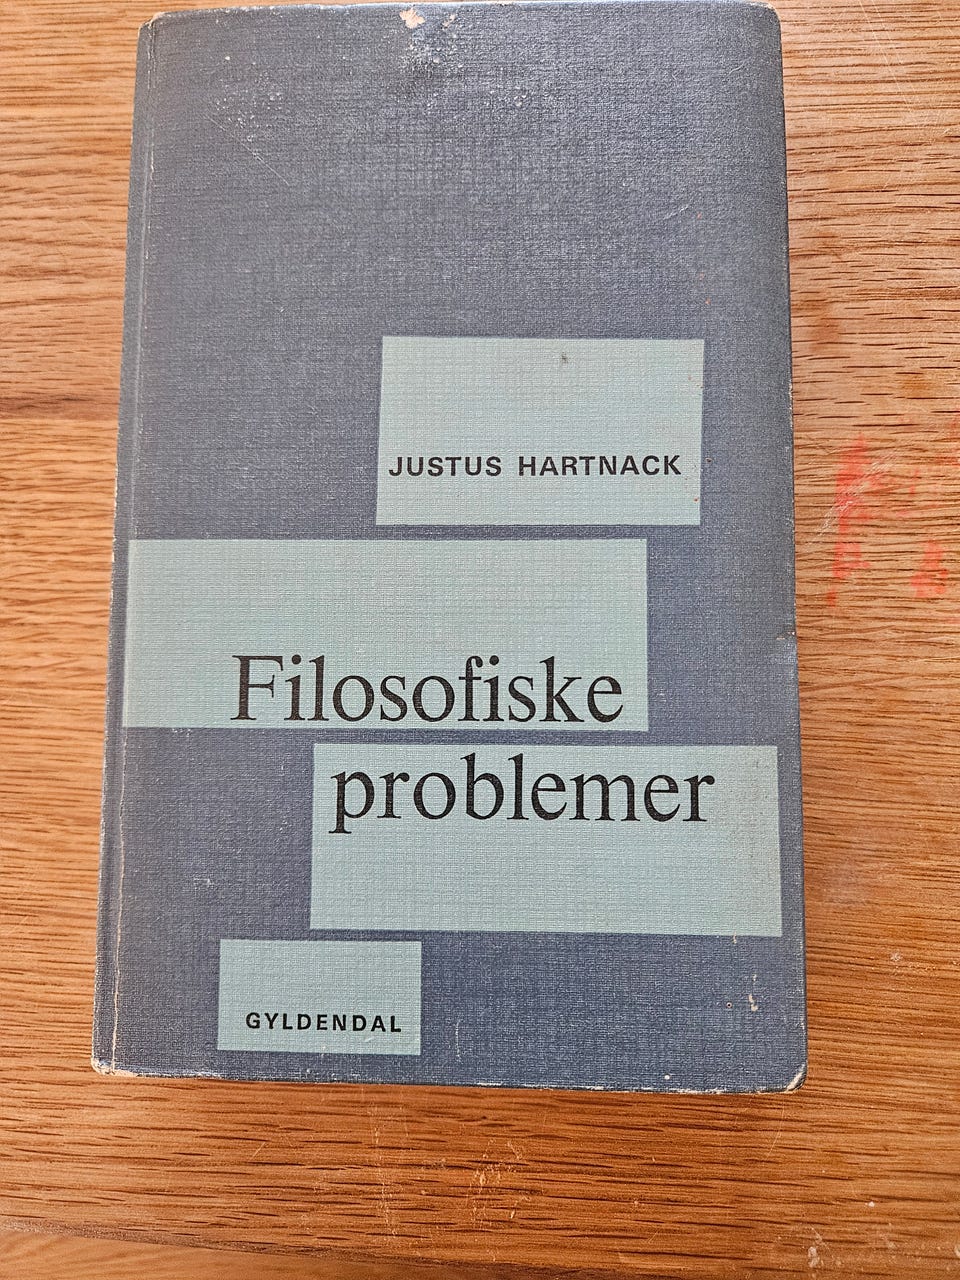 JUSTUS HARTNACK
Filosofiske
problemer
GYLDENDAL